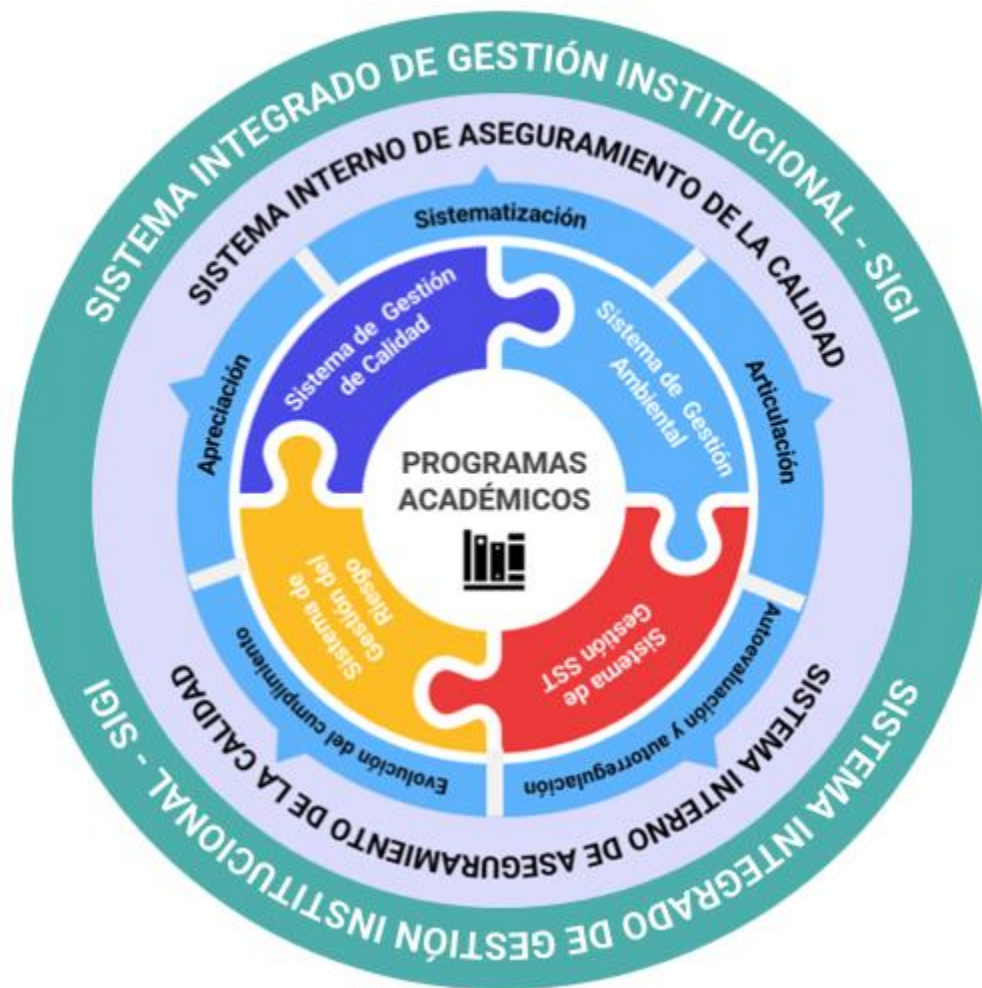 SISTEMA INTEGRADO DE GESTIÓN INSTITUCIONAL - SIGI
SISTEMA INTERNO DE ASEGURAMIENTO DE LA CALIDAD
Sistematización
Articulación
Autoevaluación y autorregulación
Evolución del cumplimiento
Apreciación
Sistema de Gestión
de Calidad
Sistema de Gestión
Ambiental
Sistema de
Gestión SST
Sistema de
Gestión del
Riesgo
PROGRAMAS
ACADÉMICOS
SISTEMA INTERNO DE ASEGURAMIENTO DE LA CALIDAD
SISTEMA INTEGRADO DE GESTIÓN INSTITUCIONAL - SIGI